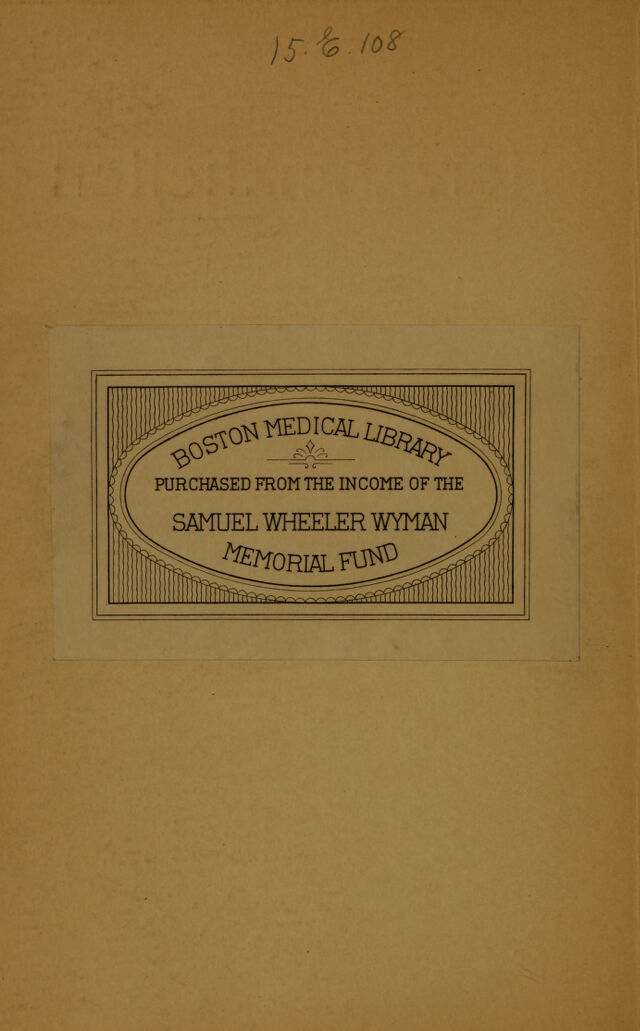 15.E.108
BOSTON MEDICAL LIBRARY
PURCHASED FROM THE INCOME OF THE
SAMUEL WHEELER WYMAN
MEMORIAL FUND